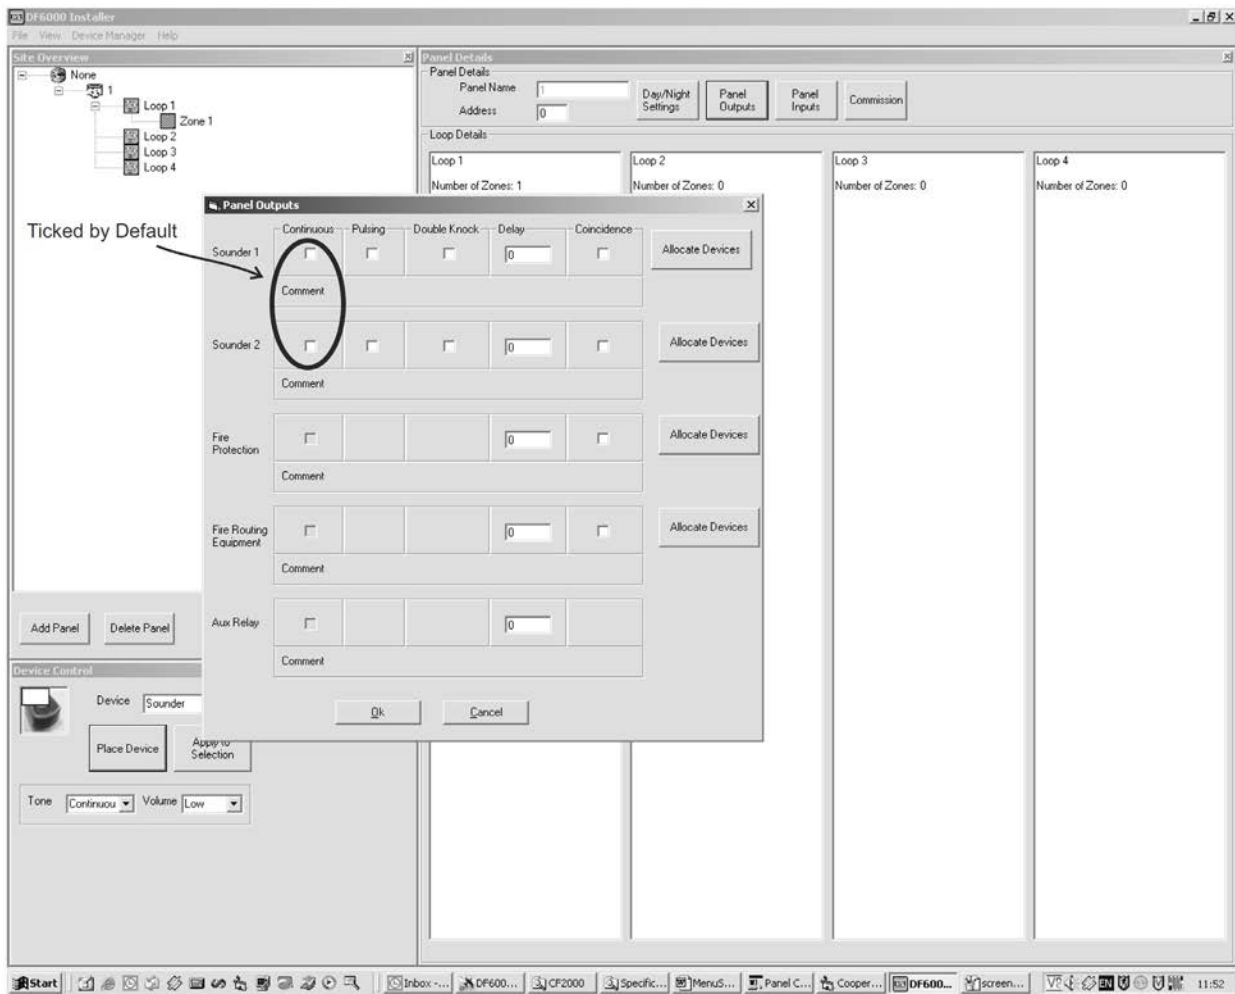 DF6000 Installer
File View Device Manager Help
Site Overview
None
1
Loop 1
Zone 1
Loop 2
Loop 3
Loop 4
Ticked by Default
Add Panel Delete Panel
Device Control
Device Sounder
Place Device
Apply to
Selection
Tone Continuou Volume Low
Panel Details
Panel Details
Panel Name 1
Address 0
Day/Night
Settings
Panel
Outputs
Panel
Inputs
Commission
Loop Details
Loop 1 Loop 2 Loop 3 Loop 4
Number of Zones: 1 Number of Zones: 0 Number of Zones: 0 Number of Zones: 0
Panel Outputs
Continuous Pulsing Double Knock Delay Coincidence
Sounder 1 0 Allocate Devices
Comment
Sounder 2 0 Allocate Devices
Comment
Fire
Protection 0 Allocate Devices
Comment
Fire Routing
Equipment 0 Allocate Devices
Comment
Aux Relay 0
Comment
Ok Cancel
Start Inbox -... DF600... CF2000 Specific... MenuS... Panel C... Cooper... DF600... screen... EN 11:52